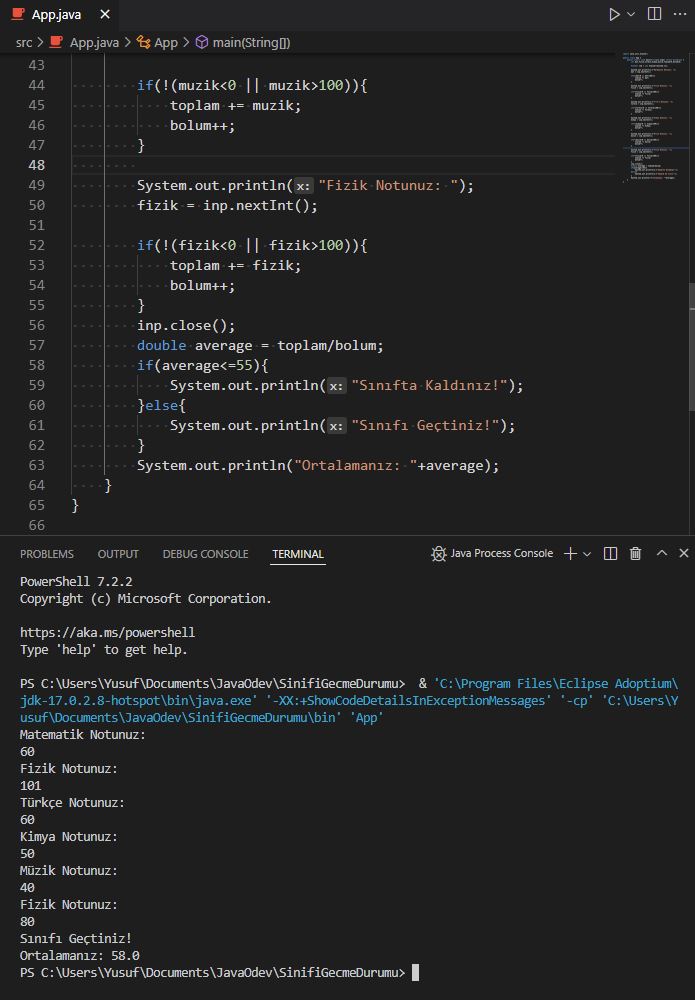 App.java
src > App.java > App > main(String[])
43
44 if(!(muzik<0 || muzik>100)){
45 toplam += muzik;
46 bolum++;
47 }
48
49 System.out.println(x: "Fizik Notunuz: ");
50 fizik = inp.nextInt();
51
52 if(!(fizik<0 || fizik>100)){
53 toplam += fizik;
54 bolum++;
55 }
56 inp.close();
57 double average = toplam/bolum;
58 if(average<=55){
59 System.out.println(x: "Sınıfta Kaldınız!");
60 }else{
61 System.out.println(x: "Sınıfı Geçtiniz!");
62 }
63 System.out.println("Ortalamanız: "+average);
64 }
65 }
66
PROBLEMS OUTPUT DEBUG CONSOLE TERMINAL Java Process Console
PowerShell 7.2.2
Copyright (c) Microsoft Corporation.
https://aka.ms/powershell
Type 'help' to get help.
PS C:\Users\Yusuf\Documents\JavaOdev\SinifiGecmeDurumu> & 'C:\Program Files\Eclipse Adoptium\
jdk-17.0.2.8-hotspot\bin\java.exe' '-XX:+ShowCodeDetailsInExceptionMessages' '-cp' 'C:\Users\Y
usuf\Documents\JavaOdev\SinifiGecmeDurumu\bin' 'App'
Matematik Notunuz:
60
Fizik Notunuz:
101
Türkçe Notunuz:
60
Kimya Notunuz:
50
Müzik Notunuz:
40
Fizik Notunuz:
80
Sınıfı Geçtiniz!
Ortalamanız: 58.0
PS C:\Users\Yusuf\Documents\JavaOdev\SinifiGecmeDurumu>